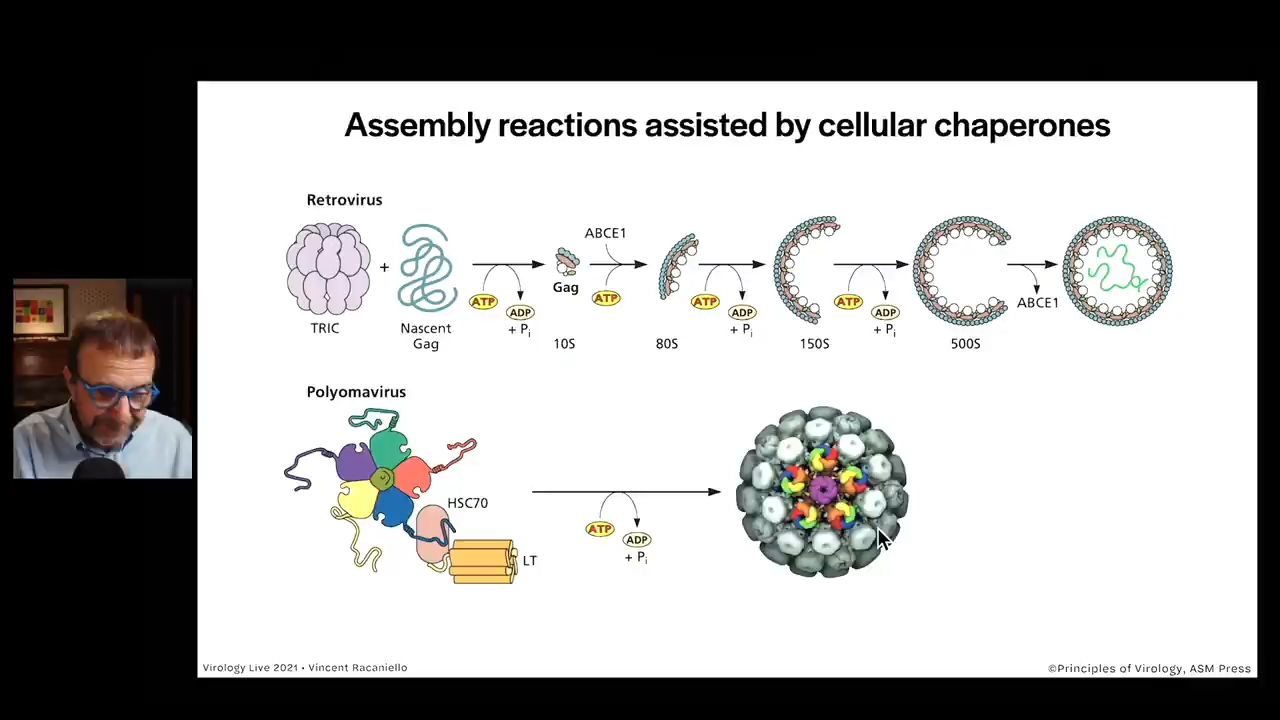 Assembly reactions assisted by cellular chaperones
Retrovirus
TRIC
+
Nascent
Gag
ATP
ADP
+ Pi
Gag
10S
ABCE1
ATP
80S
ATP
ADP
+ Pi
150S
ATP
ADP
+ Pi
500S
ABCE1
Polyomavirus
HSC70
LT
ATP
ADP
+ Pi
Virology Live 2021 • Vincent Racaniello
©Principles of Virology, ASM Press